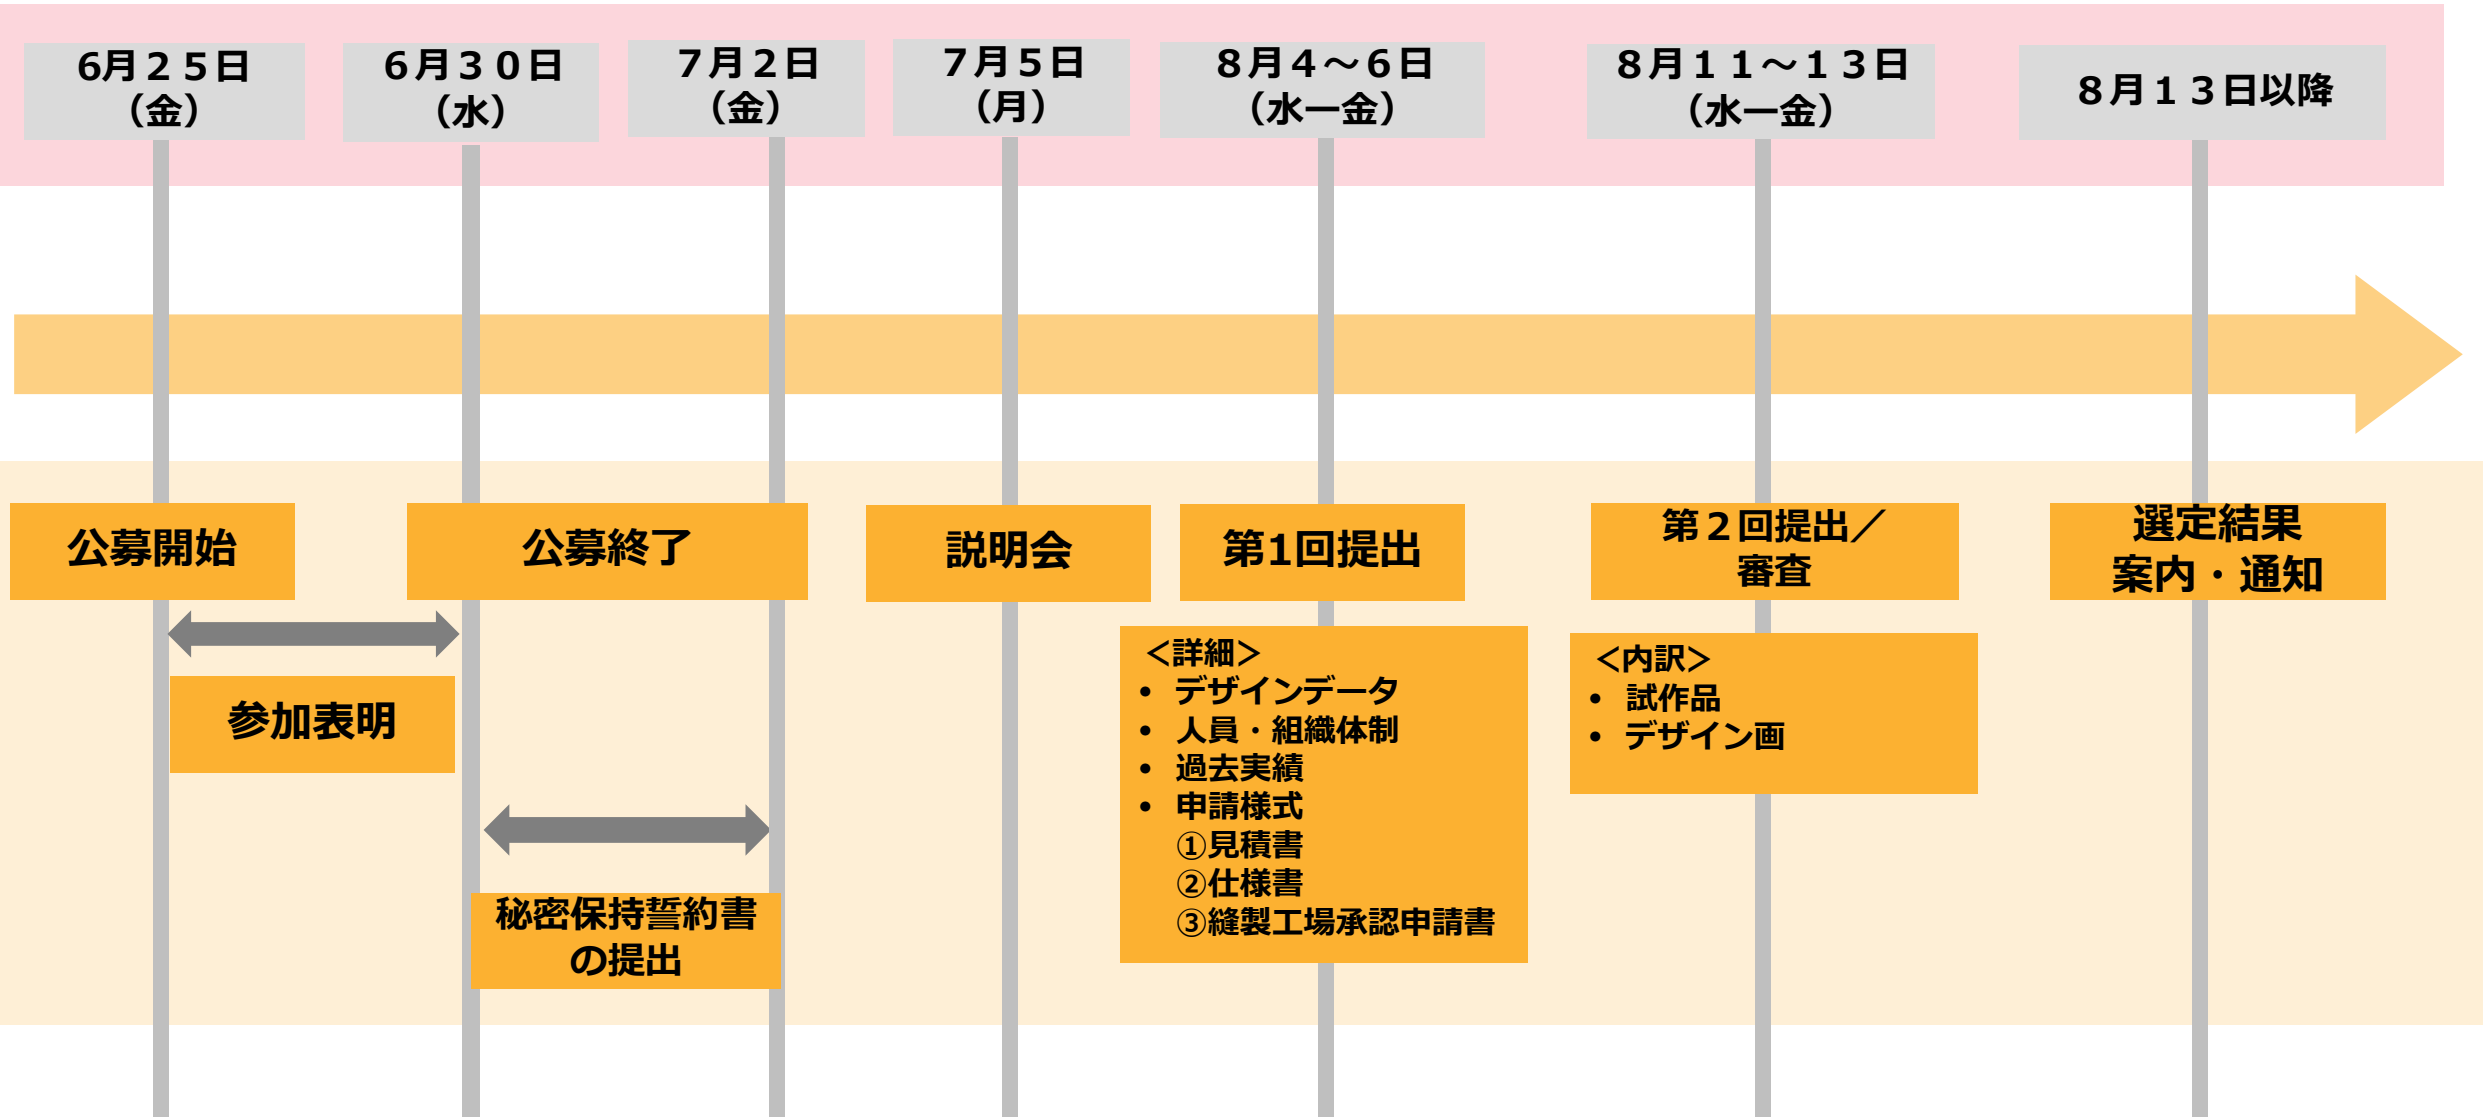 6月２５日
（金）
６月３０日
（水）
７月２日
（金）
７月５日
（月）
８月４～６日
（水ー金）
８月１１～１３日
（水ー金）
８月１３日以降
公募開始
公募終了
説明会
第1回提出
第２回提出／
審査
選定結果
案内・通知
参加表明
秘密保持誓約書
の提出
＜詳細＞
• デザインデータ
• 人員・組織体制
• 過去実績
• 申請様式
①見積書
②仕様書
③縫製工場承認申請書
＜内訳＞
• 試作品
• デザイン画